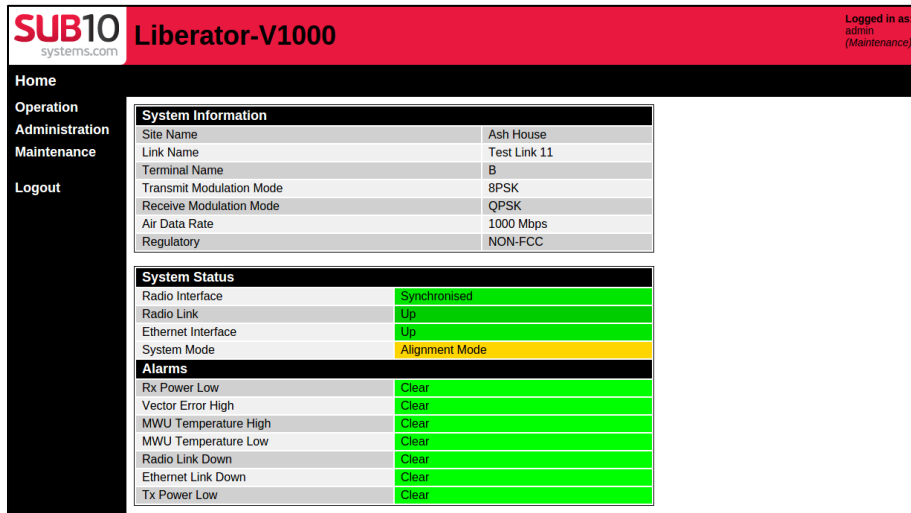 SUB10
systems.com
Liberator-V1000
Logged in as:
admin
(Maintenance)
Home
Operation
Administration
Maintenance
Logout
System Information
Site Name Ash House
Link Name Test Link 11
Terminal Name B
Transmit Modulation Mode 8PSK
Receive Modulation Mode QPSK
Air Data Rate 1000 Mbps
Regulatory NON-FCC
System Status
Radio Interface Synchronised
Radio Link Up
Ethernet Interface Up
System Mode Alignment Mode
Alarms
Rx Power Low Clear
Vector Error High Clear
MWU Temperature High Clear
MWU Temperature Low Clear
Radio Link Down Clear
Ethernet Link Down Clear
Tx Power Low Clear